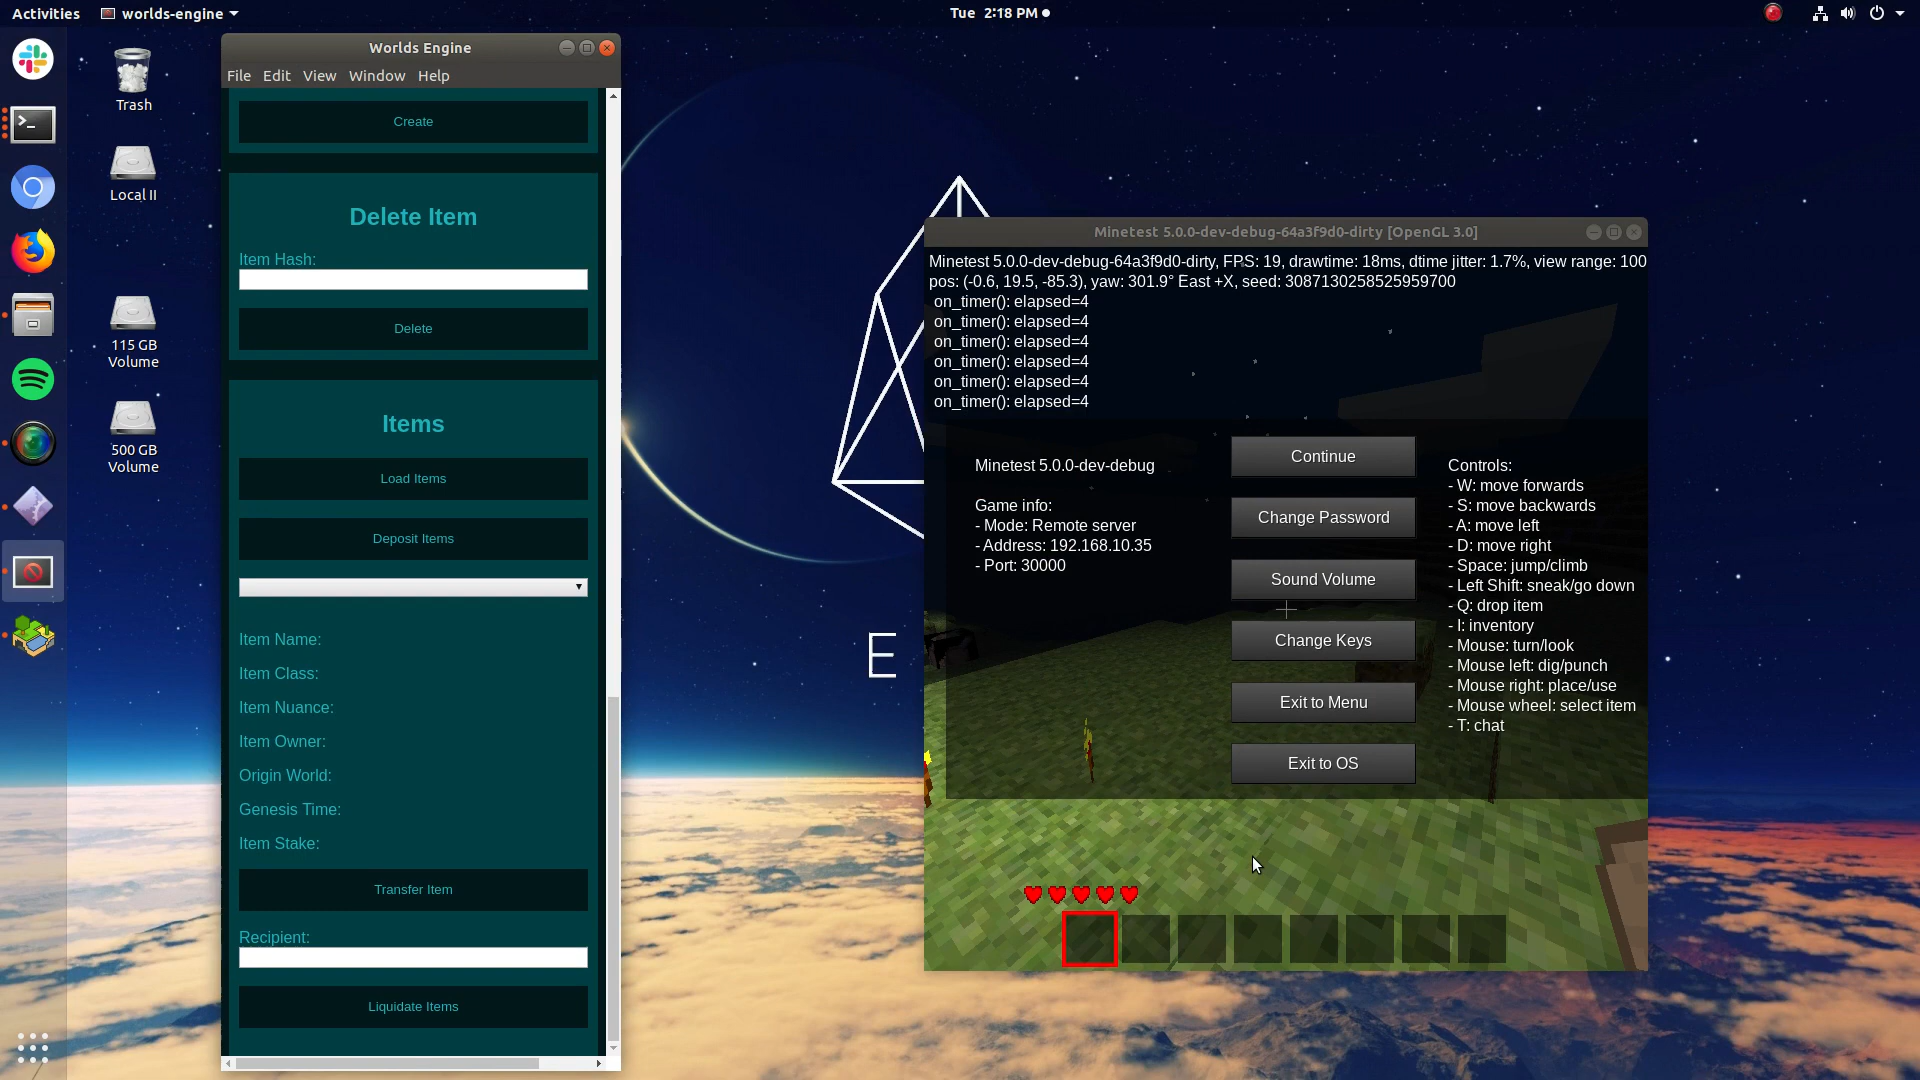 Activities
worlds-engine
Tue 2:18 PM
Trash
Local II
115 GB
Volume
500 GB
Volume
Worlds Engine
File Edit View Window Help
Create
Delete Item
Item Hash:
Delete
Items
Load Items
Deposit Items
Item Name:
Item Class:
Item Nuance:
Item Owner:
Origin World:
Genesis Time:
Item Stake:
Transfer Item
Recipient:
Liquidate Items
E
Minetest 5.0.0-dev-debug-64a3f9d0-dirty [OpenGL 3.0]
Minetest 5.0.0-dev-debug-64a3f9d0-dirty, FPS: 19, drawtime: 18ms, dtime jitter: 1.7%, view range: 100
pos: (-0.6, 19.5, -85.3), yaw: 301.9° East +X, seed: 3087130258525959700
on_timer(): elapsed=4
on_timer(): elapsed=4
on_timer(): elapsed=4
on_timer(): elapsed=4
on_timer(): elapsed=4
on_timer(): elapsed=4
Minetest 5.0.0-dev-debug
Game info:
- Mode: Remote server
- Address: 192.168.10.35
- Port: 30000
Continue
Change Password
Sound Volume
Change Keys
Exit to Menu
Exit to OS
Controls:
- W: move forwards
- S: move backwards
- A: move left
- D: move right
- Space: jump/climb
- Left Shift: sneak/go down
- Q: drop item
- I: inventory
- Mouse: turn/look
- Mouse left: dig/punch
- Mouse right: place/use
- Mouse wheel: select item
- T: chat